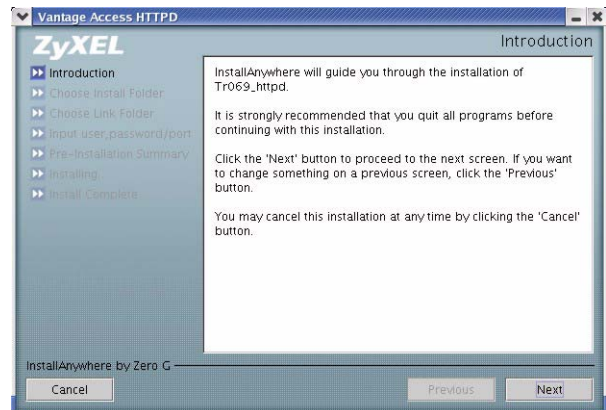 Vantage Access HTTPD
ZyXEL
Introduction
Introduction
Choose Install Folder
Choose Link Folder
Input user,password/port
Pre-Installation Summary
Installing
Install Complete
InstallAnywhere will guide you through the installation of
Tr069_httpd.
It is strongly recommended that you quit all programs before
continuing with this installation.
Click the 'Next' button to proceed to the next screen. If you want
to change something on a previous screen, click the 'Previous'
button.
You may cancel this installation at any time by clicking the 'Cancel'
button.
InstallAnywhere by Zero G
Cancel
Previous
Next